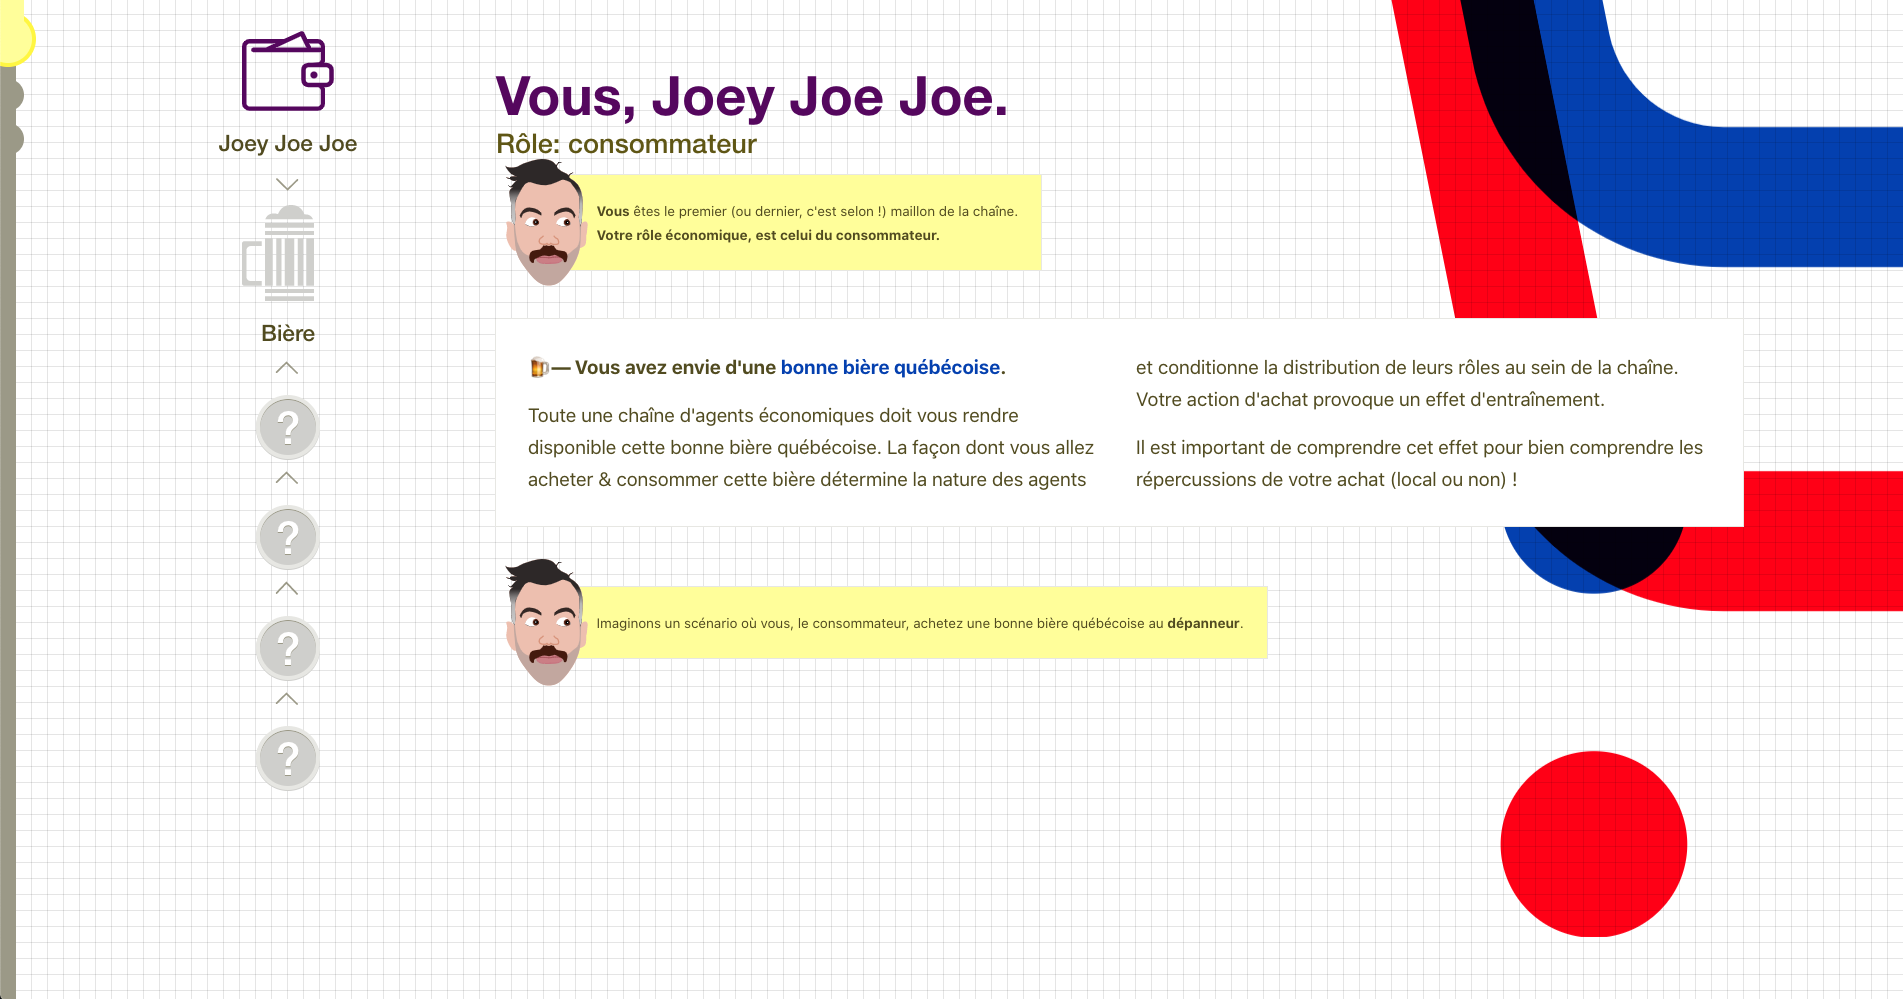 Joey Joe Joe
Bière
?
?
?
?
Vous, Joey Joe Joe.
Rôle: consommateur
Vous êtes le premier (ou dernier, c'est selon !) maillon de la chaîne.
Votre rôle économique, est celui du consommateur.
🍺— Vous avez envie d'une bonne bière québécoise.
Toute une chaîne d'agents économiques doit vous rendre
disponible cette bonne bière québécoise. La façon dont vous allez
acheter & consommer cette bière détermine la nature des agents
et conditionne la distribution de leurs rôles au sein de la chaîne.
Votre action d'achat provoque un effet d'entraînement.
Il est important de comprendre cet effet pour bien comprendre les
répercussions de votre achat (local ou non) !
Imaginons un scénario où vous, le consommateur, achetez une bonne bière québécoise au dépanneur.